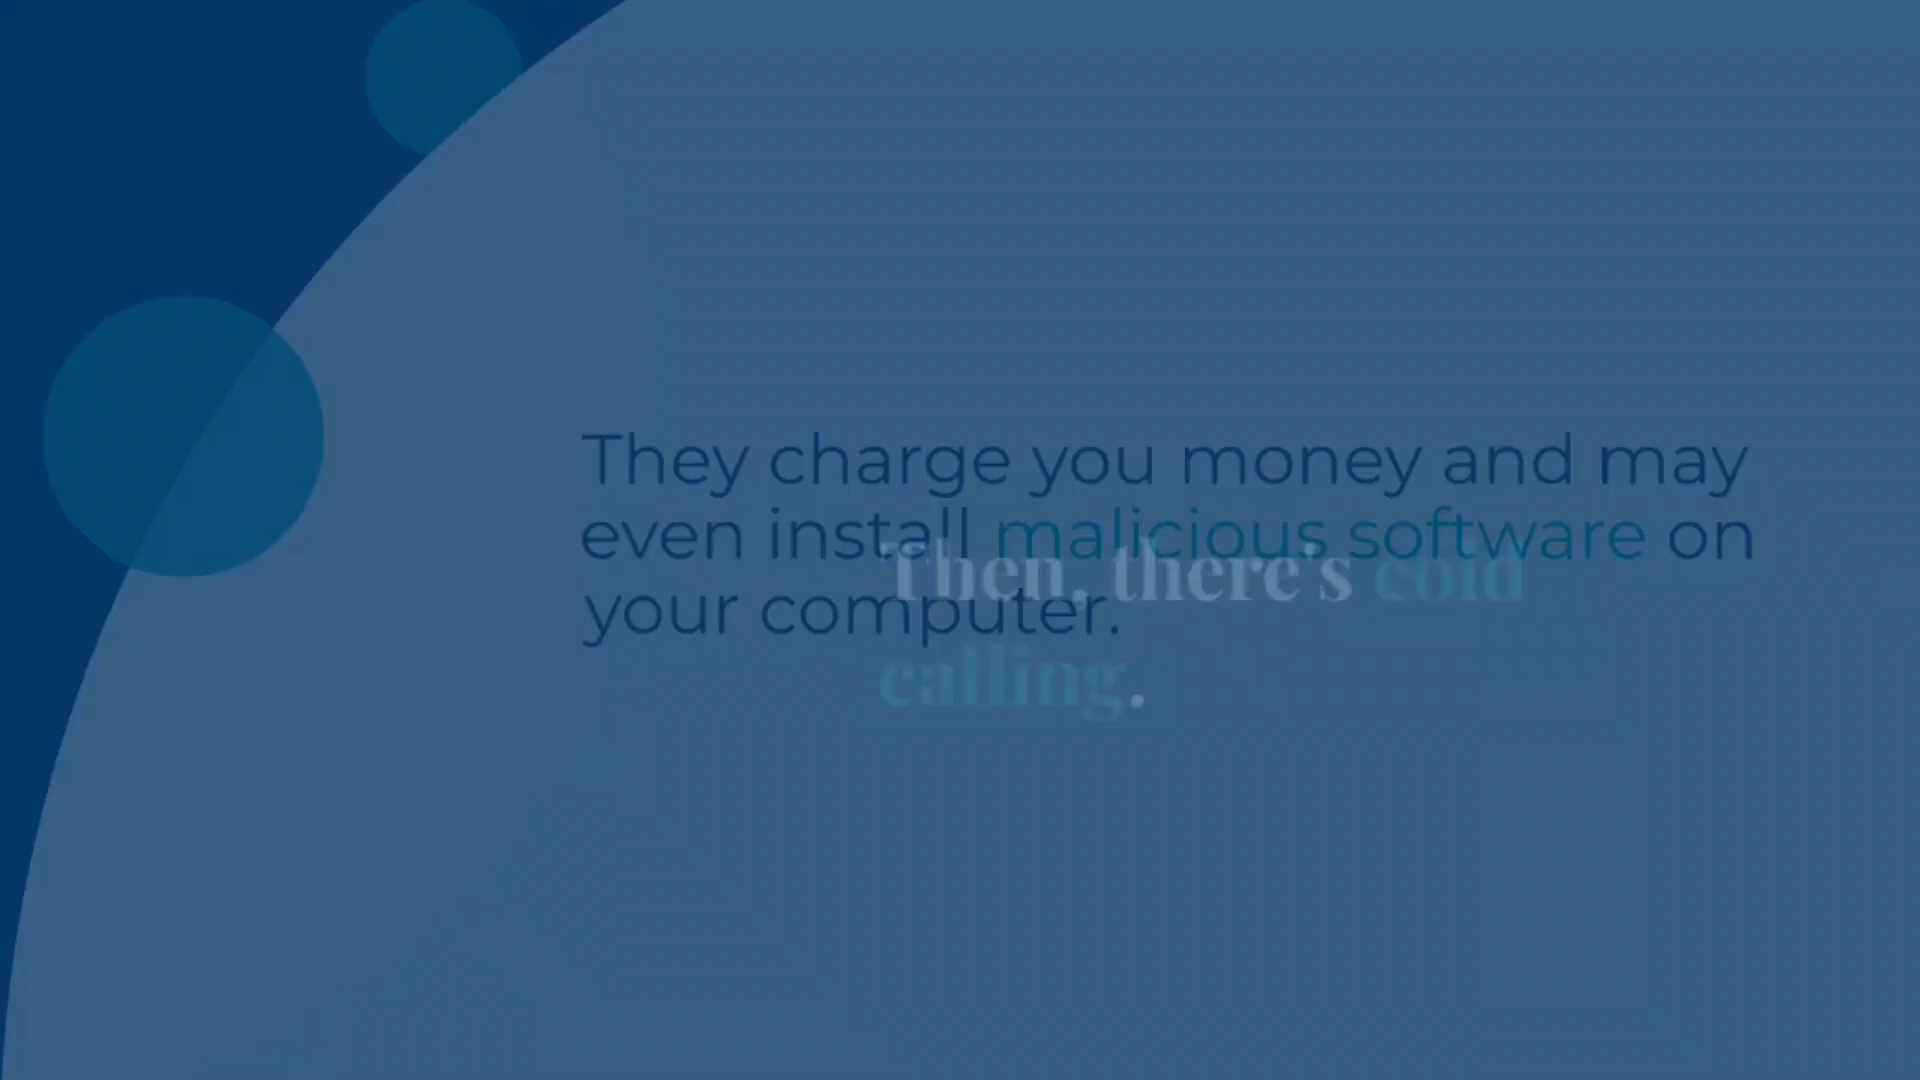 They charge you money and may
even install malicious software on
your computer.
Then, there's cold
calling.